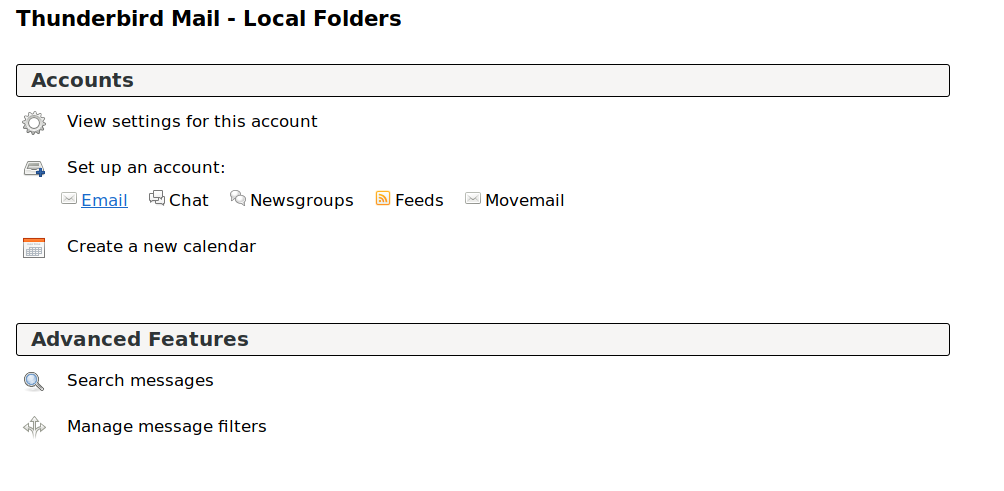 Thunderbird Mail - Local Folders
Accounts
View settings for this account
Set up an account:
Email Chat Newsgroups Feeds Movemail
Create a new calendar
Advanced Features
Search messages
Manage message filters